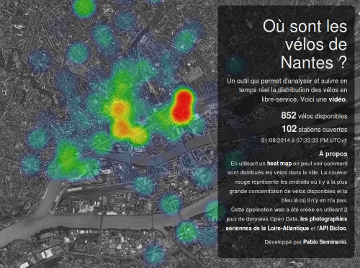 Où sont les
vélos de
Nantes ?
Un outil qui permet d'analyser et suivre en
temps réel la distribution des vélos en
libre-service. Voici une vidéo.
852 vélos disponibles
102 stations ouvertes
01/08/2014 à 07:33:33 PM UTC+1
À propos
En utilisant un heat map on peut voir comment
sont distribués les vélos dans la ville. La couleur
rouge représente les endroits où il y a la plus
grande concentration de vélos disponibles et la
bleu là où il n'y en n'a pas.
Cette application web a été créée en utilisant 2
jeux de données Open Data, les photographies
aériennes de la Loire-Atlantique et l'API Bicloo.
Développé par Pablo Seminario.